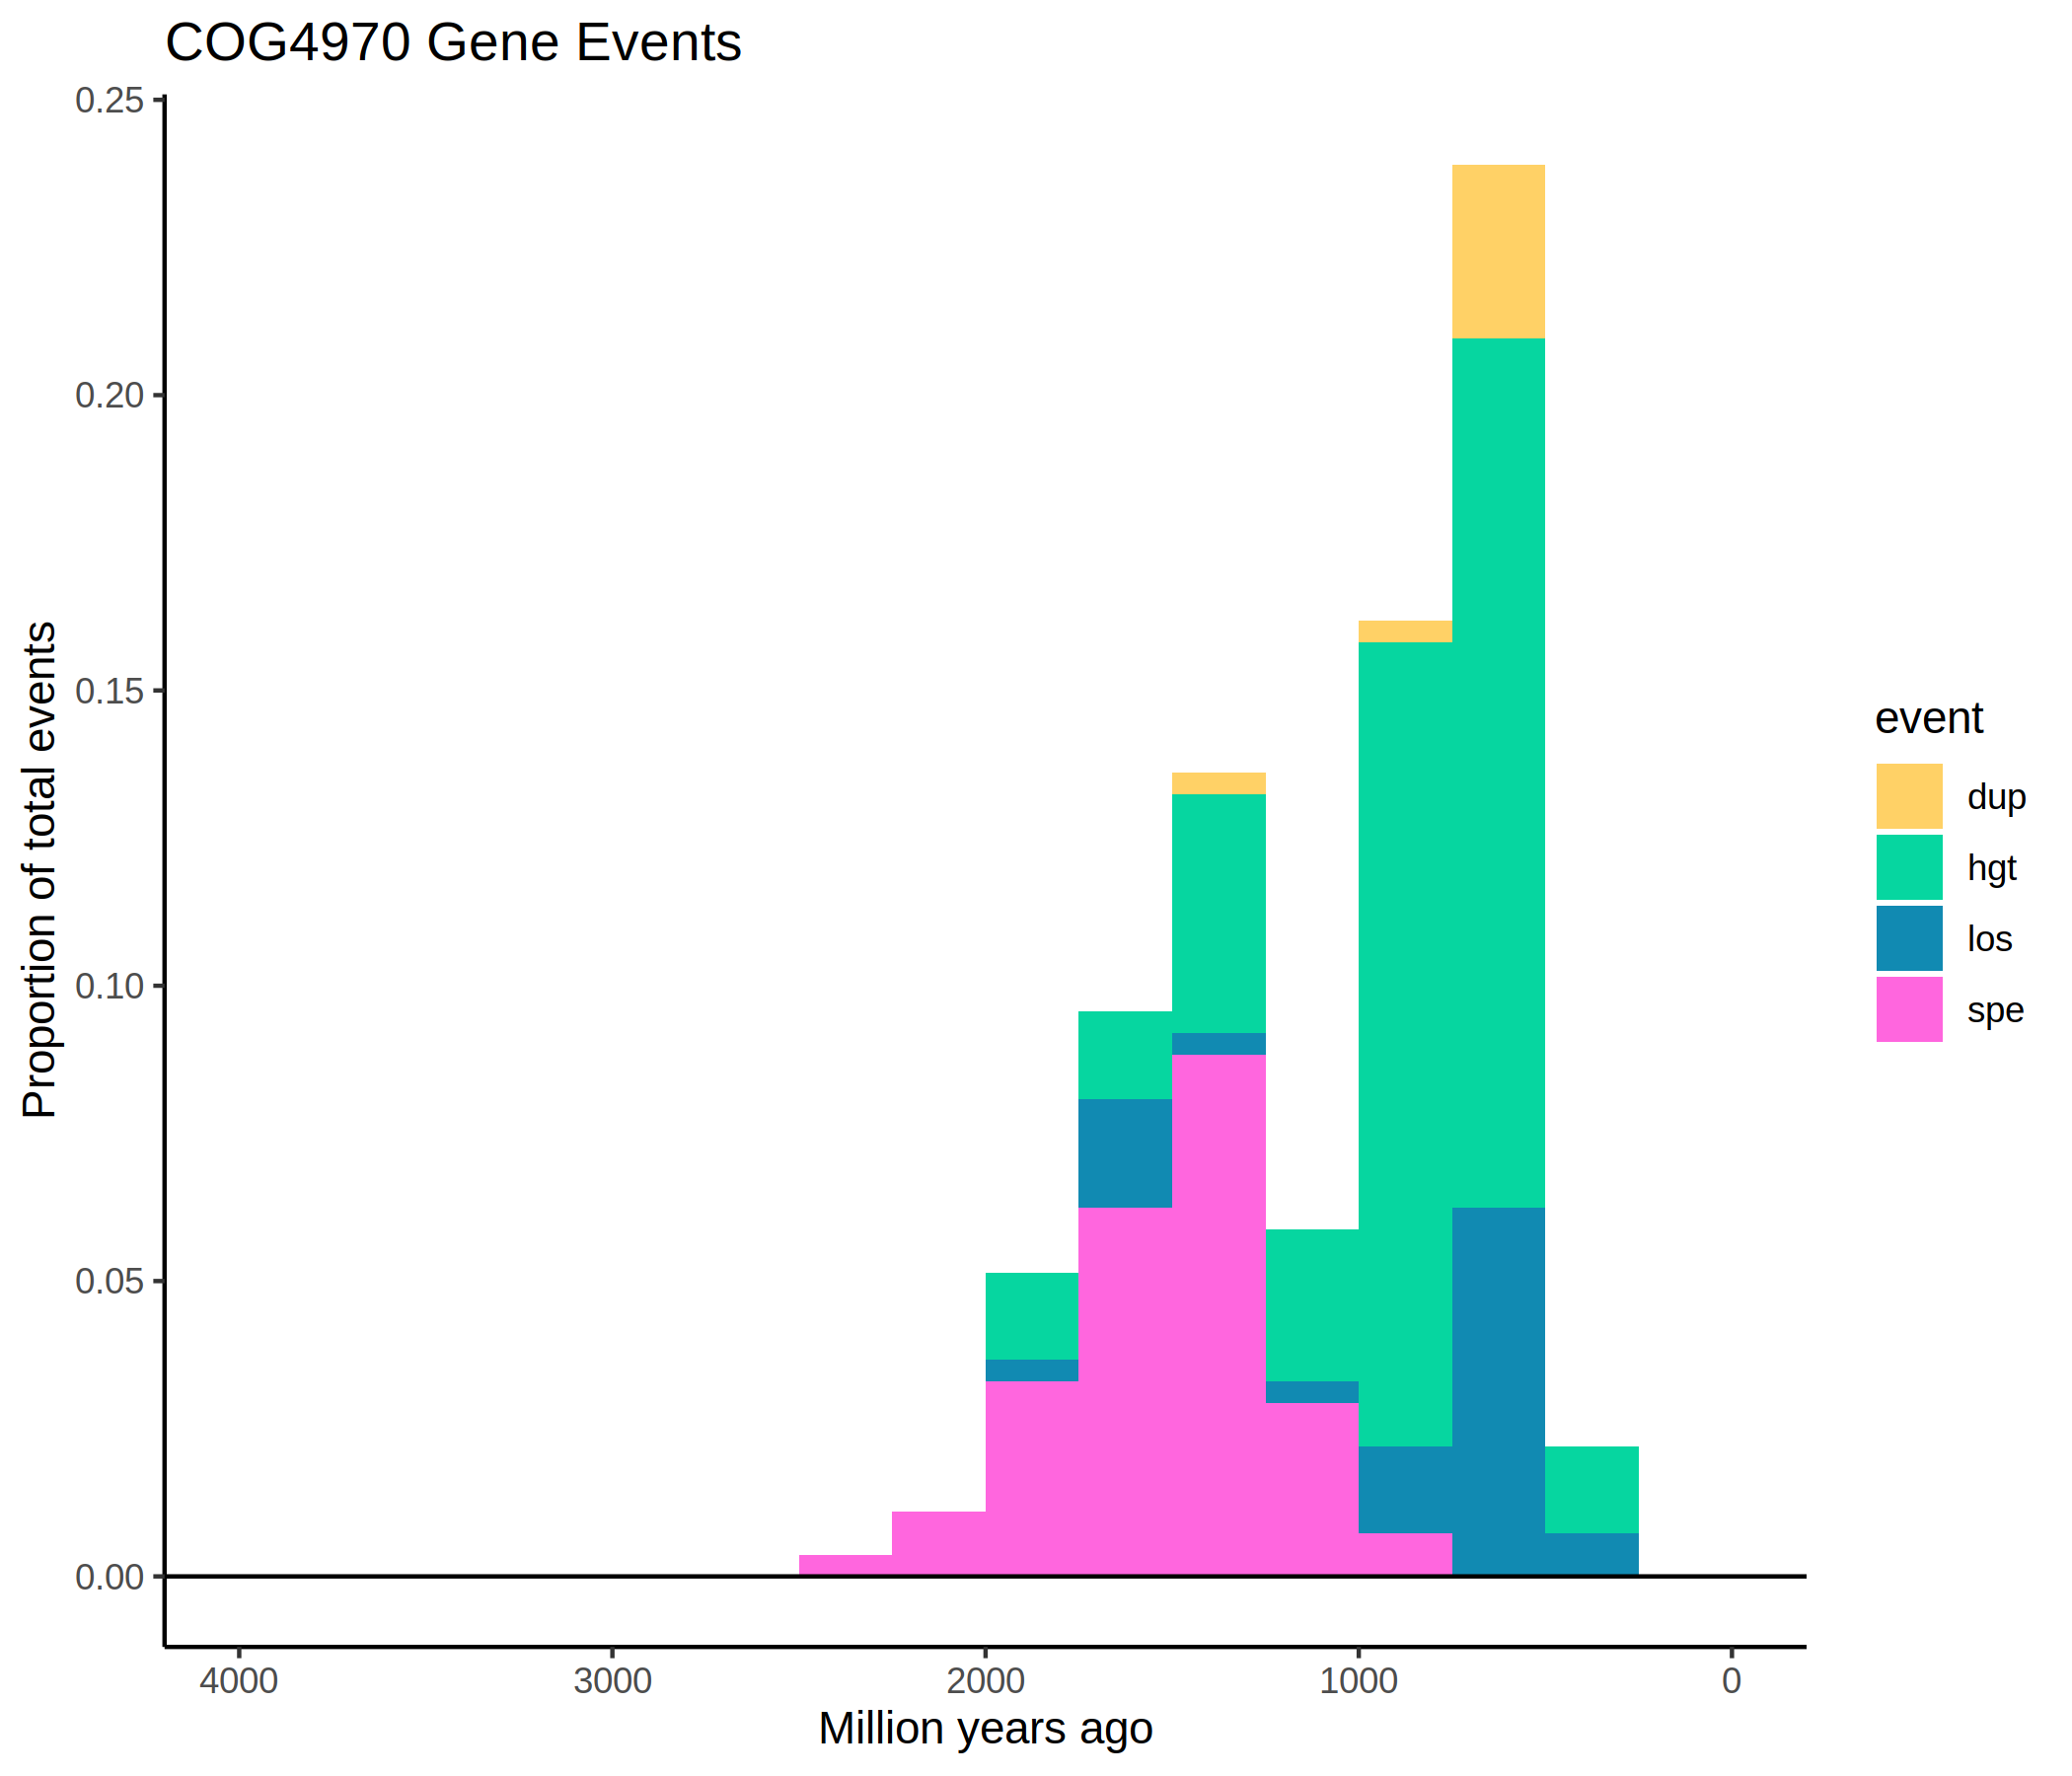 COG4970 Gene Events
Proportion of total events
0.25
0.20
0.15
0.10
0.05
0.00
4000 3000 2000 1000 0
Million years ago
event
dup
hgt
los
spe